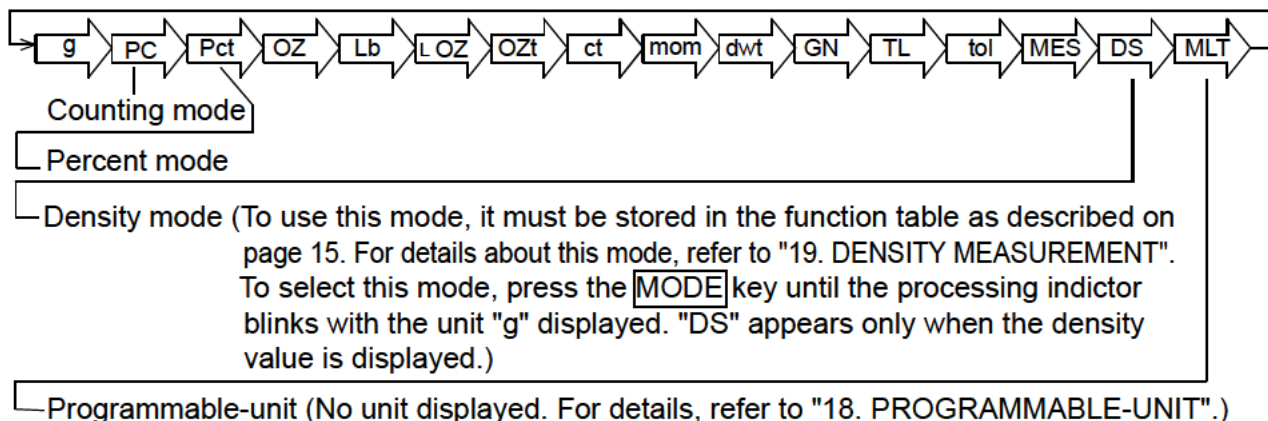 g PC Pct OZ Lb L OZ OZt ct mom dwt GN TL tol MES DS MLT
Counting mode
Percent mode
Density mode (To use this mode, it must be stored in the function table as described on
page 15. For details about this mode, refer to "19. DENSITY MEASUREMENT".
To select this mode, press the MODE key until the processing indictor
blinks with the unit "g" displayed. "DS" appears only when the density
value is displayed.)
Programmable-unit (No unit displayed. For details, refer to "18. PROGRAMMABLE-UNIT".)